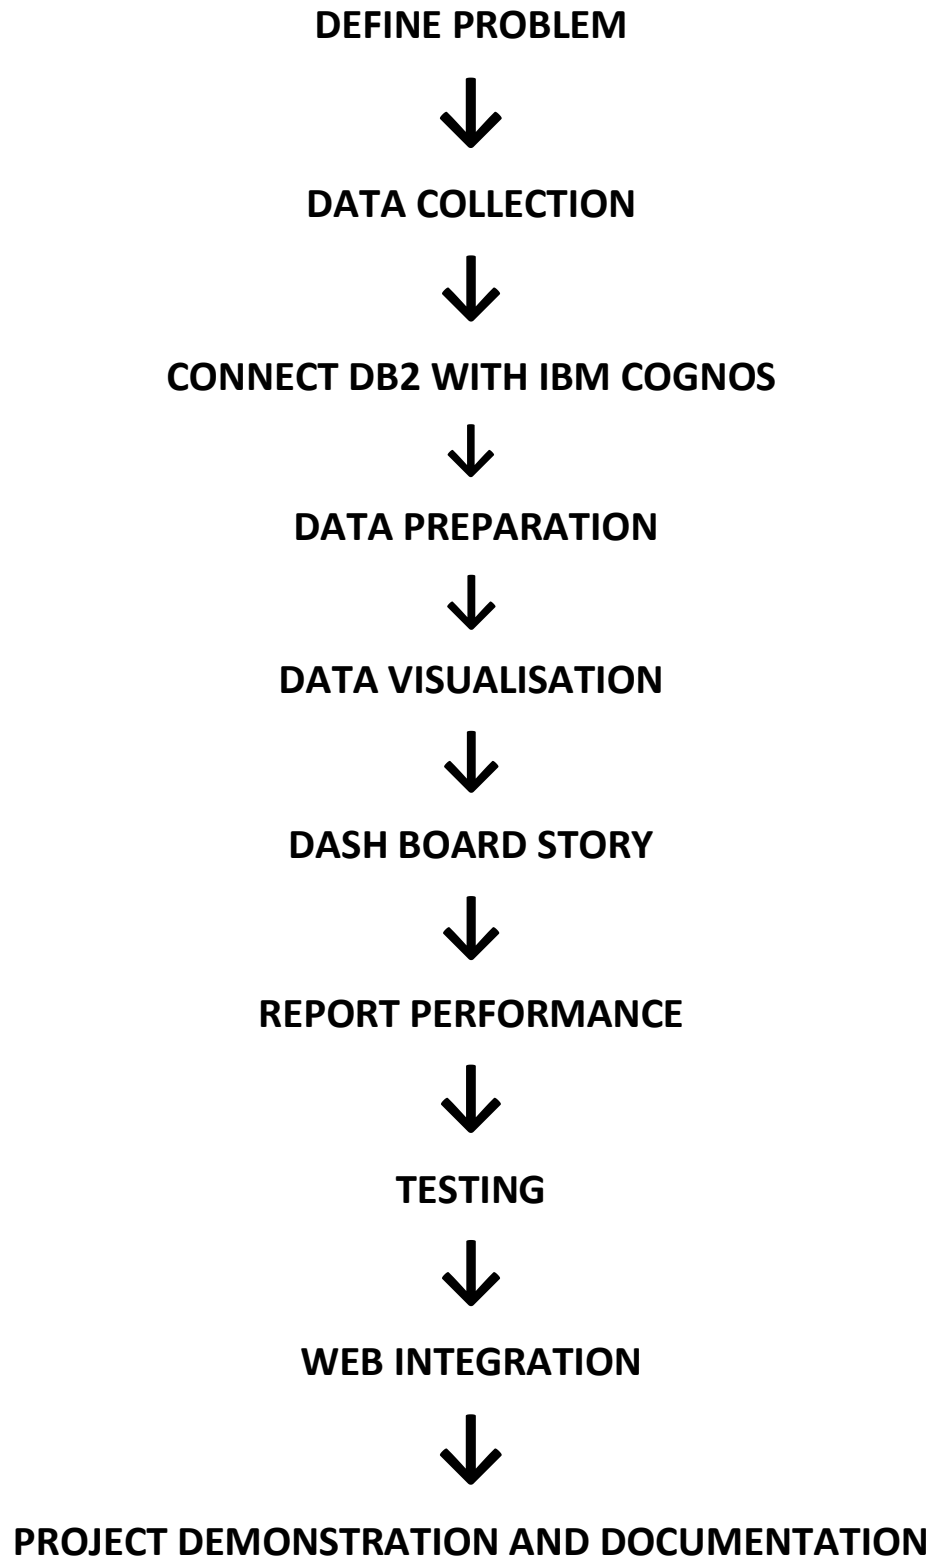 DEFINE PROBLEM
DATA COLLECTION
CONNECT DB2 WITH IBM COGNOS
DATA PREPARATION
DATA VISUALISATION
DASH BOARD STORY
REPORT PERFORMANCE
TESTING
WEB INTEGRATION
PROJECT DEMONSTRATION AND DOCUMENTATION